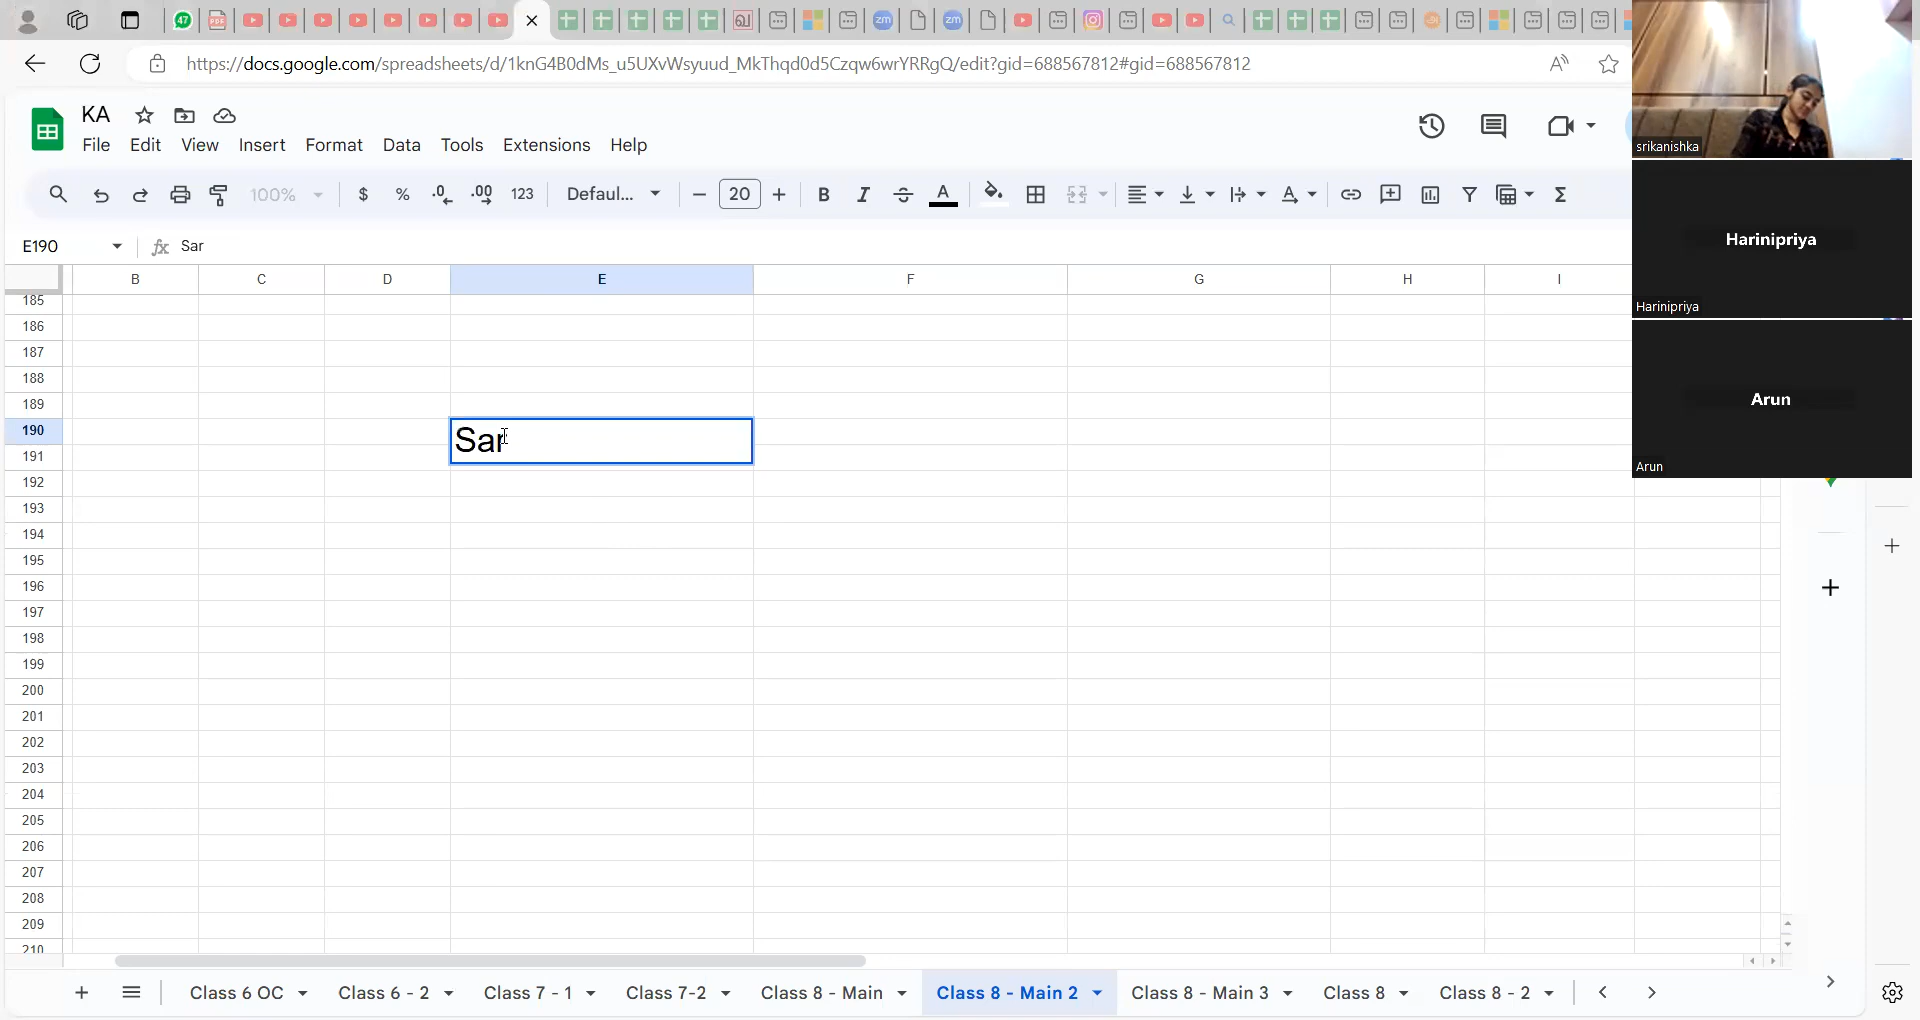 https://docs.google.com/spreadsheets/d/1knG4B0dMs_u5UXvWsyuud_MkThqd0d5Czqw6wrYRRgQ/edit?gid=688567812#gid=688567812
KA
File Edit View Insert Format Data Tools Extensions Help
100% $ % .0 .00 123 Defaul... 20 B I A Σ
E190 fx Sar
B C D E F G H I
185
186
187
188
189
190 Sar
191
192
193
194
195
196
197
198
199
200
201
202
203
204
205
206
207
208
209
210
Class 6 OC Class 6 - 2 Class 7 - 1 Class 7-2 Class 8 - Main Class 8 - Main 2 Class 8 - Main 3 Class 8 Class 8 - 2
srikanishka
Harinipriya
Harinipriya
Arun
Arun